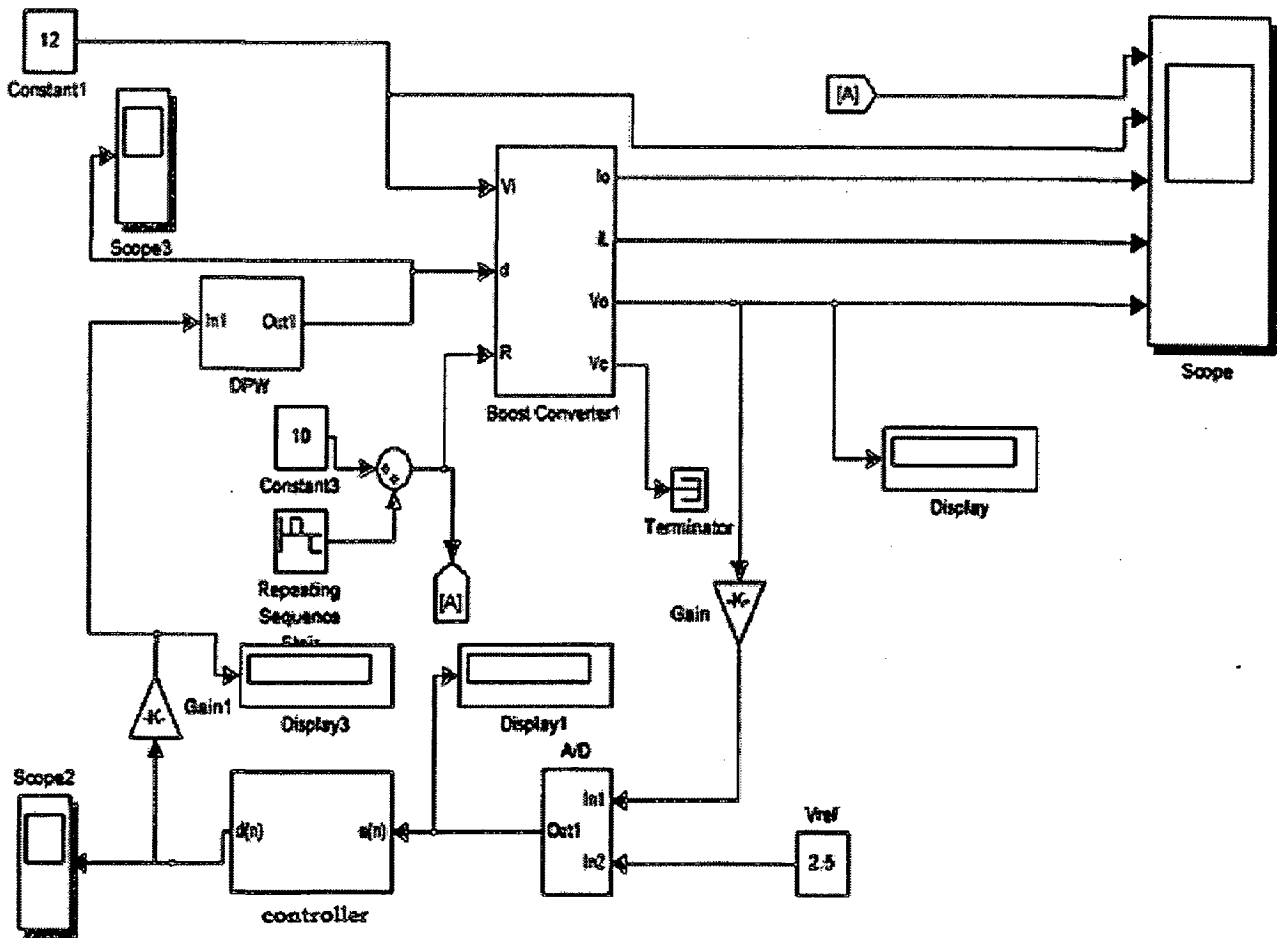 12
Constant1
Scope3
[A]
Vi
Io
d
iL
In1
Out1
Vo
R
Vc
DPW
Boost Converter1
Scope
10
Constant3
Terminator
Display
Repeating
Sequence
Stair
[A]
-K-
Gain
-K-
Gain1
Display3
Display1
A/D
Scope2
d(n)
e(n)
In1
Out1
In2
Vref
2.5
controller